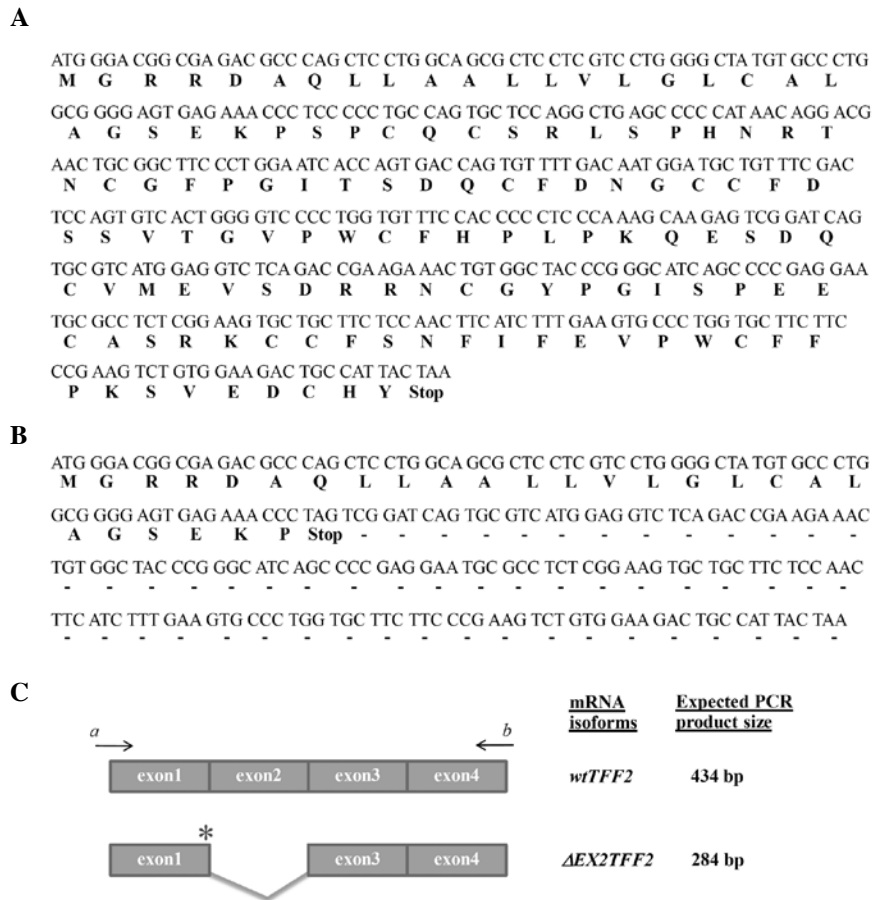 A
ATG GGA CGG CGA GAC GCC CAG CTC CTG GCA GCG CTC CTC GTC CTG GGG CTA TGT GCC CTG
M G R R D A Q L L A A L L V L G L C A L
GCG GGG AGT GAG AAA CCC TCC CCC TGC CAG TGC TCC AGG CTG AGC CCC CAT AAC AGG ACG
A G S E K P S P C Q C S R L S P H N R T
AAC TGC GGC TTC CCT GGA ATC ACC AGT GAC CAG TGT TTT GAC AAT GGA TGC TGT TTC GAC
N C G F P G I T S D Q C F D N G C C F D
TCC AGT GTC ACT GGG GTC CCC TGG TGT TTC CAC CCC CTC CCA AAG CAA GAG TCG GAT CAG
S S V T G V P W C F H P L P K Q E S D Q
TGC GTC ATG GAG GTC TCA GAC CGA AGA AAC TGT GGC TAC CCG GGC ATC AGC CCC GAG GAA
C V M E V S D R R N C G Y P G I S P E E
TGC GCC TCT CGG AAG TGC TGC TTC TCC AAC TTC ATC TTT GAA GTG CCC TGG TGC TTC TTC
C A S R K C C F S N F I F E V P W C F F
CCG AAG TCT GTG GAA GAC TGC CAT TAC TAA
P K S V E D C H Y Stop
B
ATG GGA CGG CGA GAC GCC CAG CTC CTG GCA GCG CTC CTC GTC CTG GGG CTA TGT GCC CTG
M G R R D A Q L L A A L L V L G L C A L
GCG GGG AGT GAG AAA CCC TAG TCG GAT CAG TGC GTC ATG GAG GTC TCA GAC CGA AGA AAC
A G S E K P Stop - - - - - - - - - - - - -
TGT GGC TAC CCG GGC ATC AGC CCC GAG GAA TGC GCC TCT CGG AAG TGC TGC TTC TCC AAC
- - - - - - - - - - - - - - - - - - - -
TTC ATC TTT GAA GTG CCC TGG TGC TTC TTC CCG AAG TCT GTG GAA GAC TGC CAT TAC TAA
- - - - - - - - - - - - - - - - - - - -
C
mRNA isoforms Expected PCR product size
a b
exon1 exon2 exon3 exon4 wtTFF2 434 bp
*
exon1 exon3 exon4 ΔEX2TFF2 284 bp